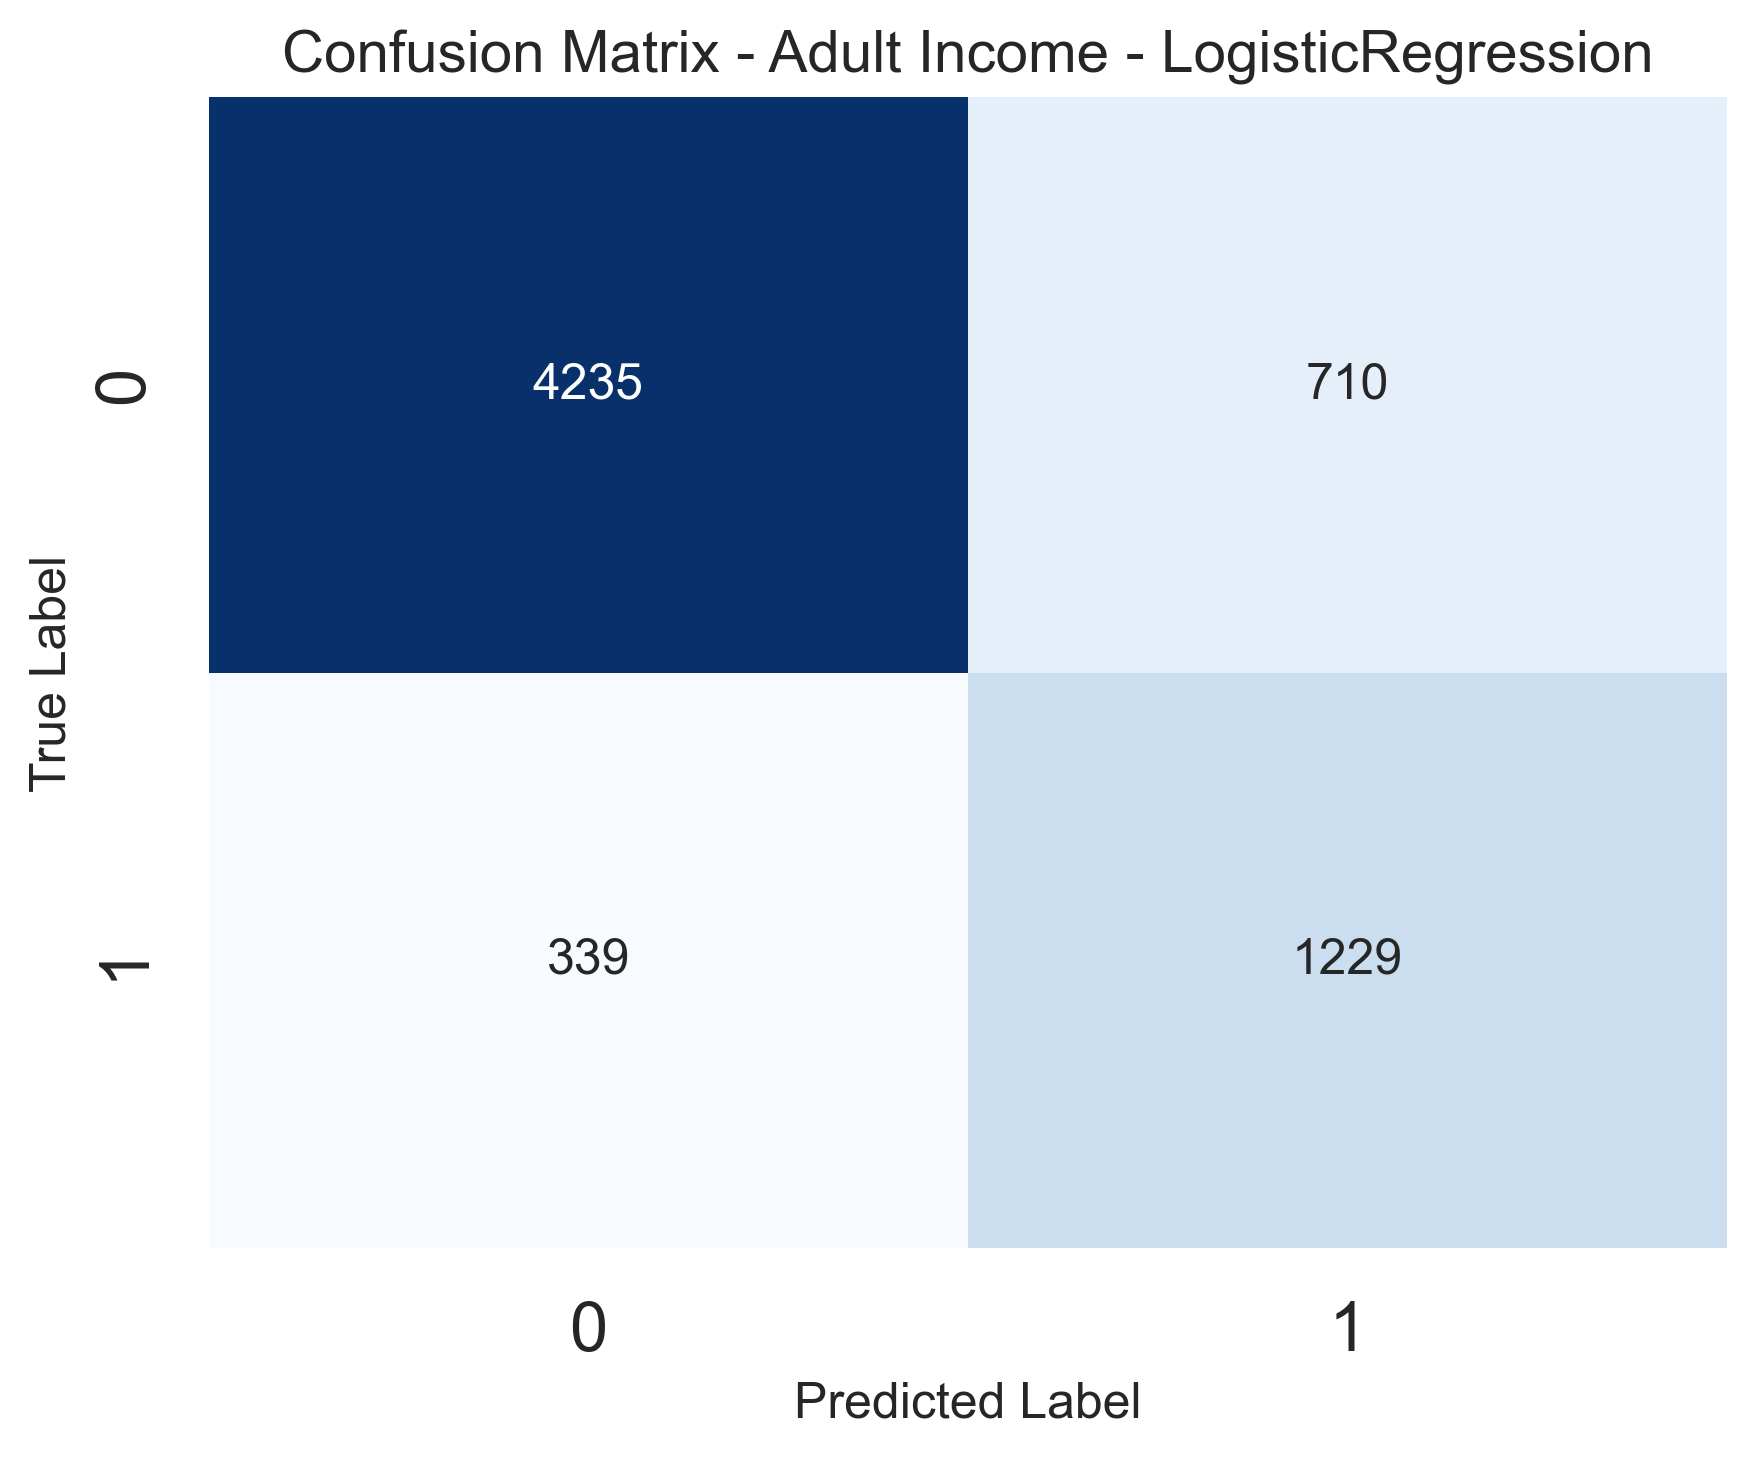 Confusion Matrix - Adult Income - LogisticRegression
True Label
0
4235
710
1
339
1229
0
1
Predicted Label